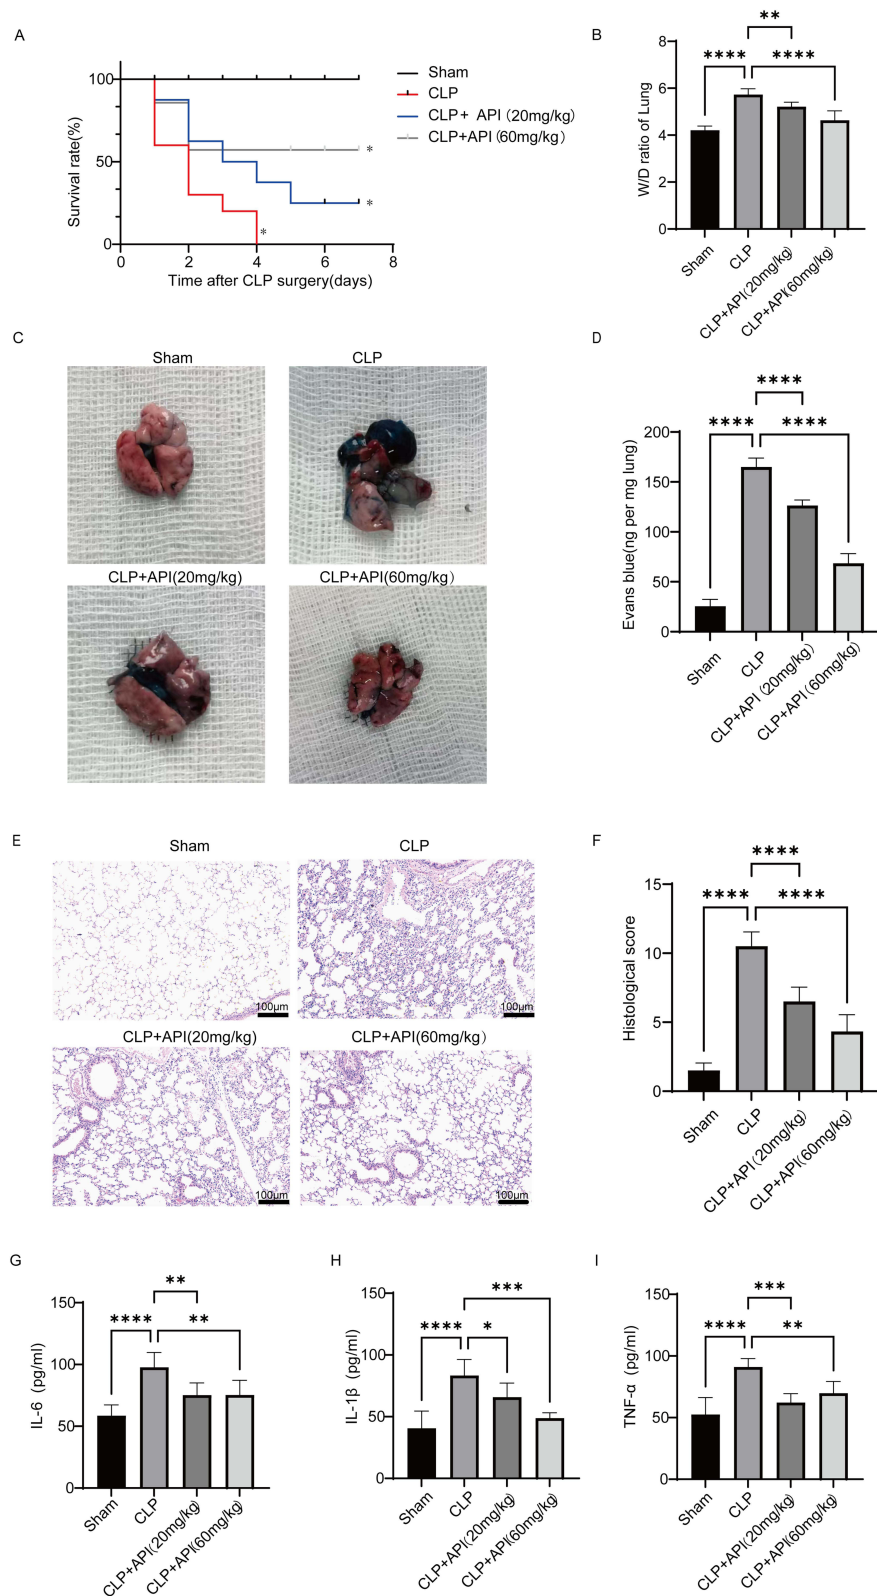 A
100
50
0
0
2
4
6
8
Survival rate(%)
Time after CLP surgery(days)
*
*
*
Sham
CLP
CLP+ API (20mg/kg)
CLP+API(60mg/kg)
B
**
**** ****
8
6
4
2
0
W/D ratio of Lung
Sham
CLP
CLP+API(20mg/kg)
CLP+API(60mg/kg)
C
Sham
CLP
CLP+API(20mg/kg)
CLP+API(60mg/kg)
D
****
**** ****
200
150
100
50
0
Evans blue(ng per mg lung)
Sham
CLP
CLP+API (20mg/kg)
CLP+API (60mg/kg)
E
Sham
CLP
100μm
100μm
CLP+API(20mg/kg)
CLP+API(60mg/kg)
100μm
100μm
F
****
**** ****
15
10
5
0
Histological score
Sham
CLP
CLP+API(20mg/kg)
CLP+API(60mg/kg)
G
**
**** **
150
100
50
0
IL-6 (pg/ml)
Sham
CLP
CLP+API(20mg/kg)
CLP+API(60mg/kg)
H
***
**** *
150
100
50
0
IL-1β (pg/ml)
Sham
CLP
CLP+API(20mg/kg)
CLP+API(60mg/kg)
I
***
**** **
150
100
50
0
TNF-α (pg/ml)
Sham
CLP
CLP+API(20mg/kg)
CLP+API(60mg/kg)